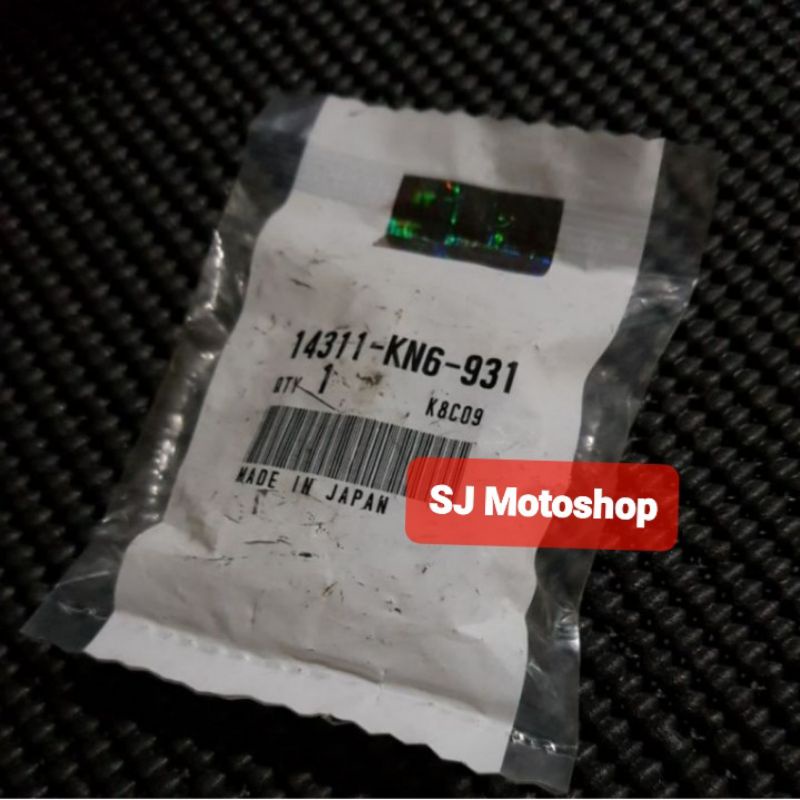 14311-KN6-931
QTY 1
K8C09
MADE IN JAPAN
SJ Motoshop